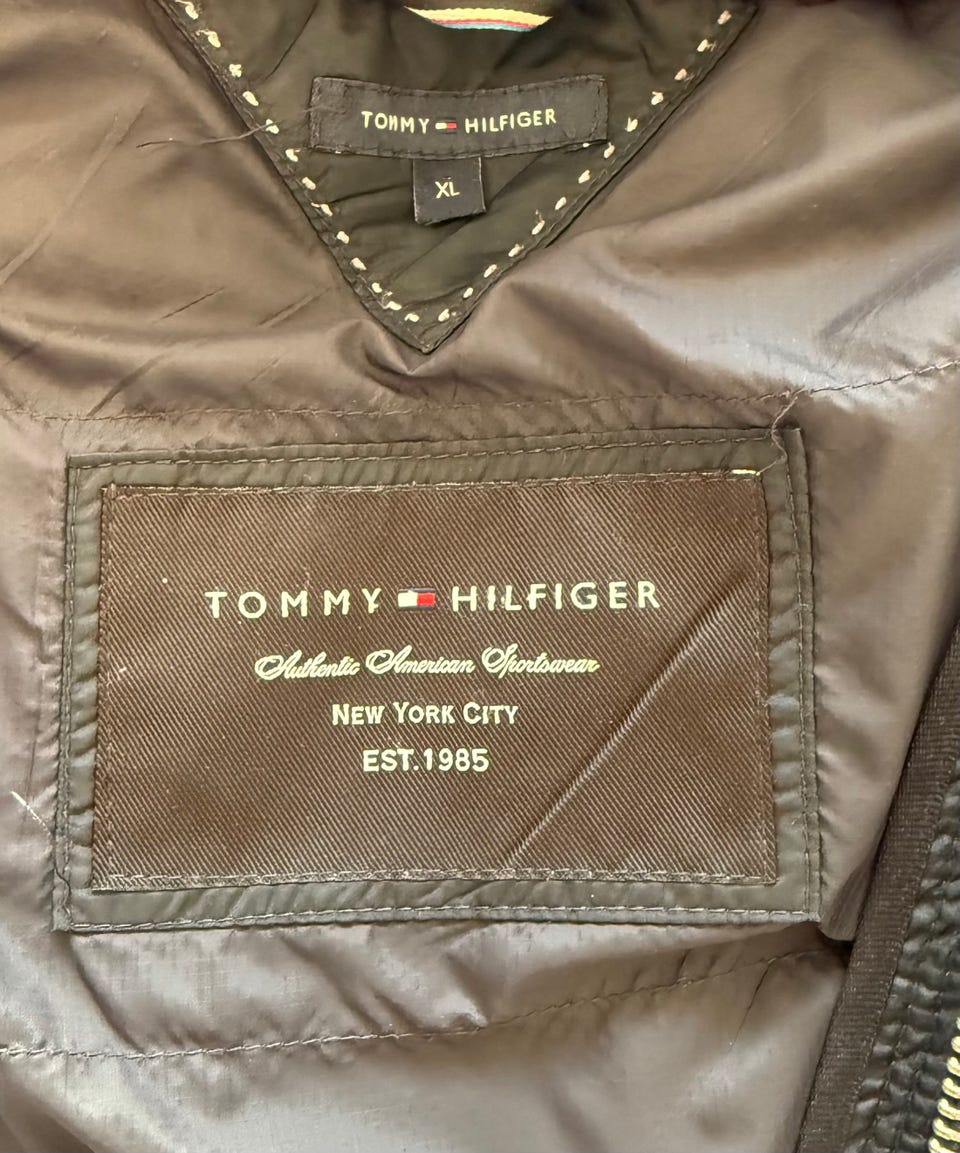 TOMMY HILFIGER
XL
TOMMY HILFIGER
Authentic American Sportswear
NEW YORK CITY
EST.1985